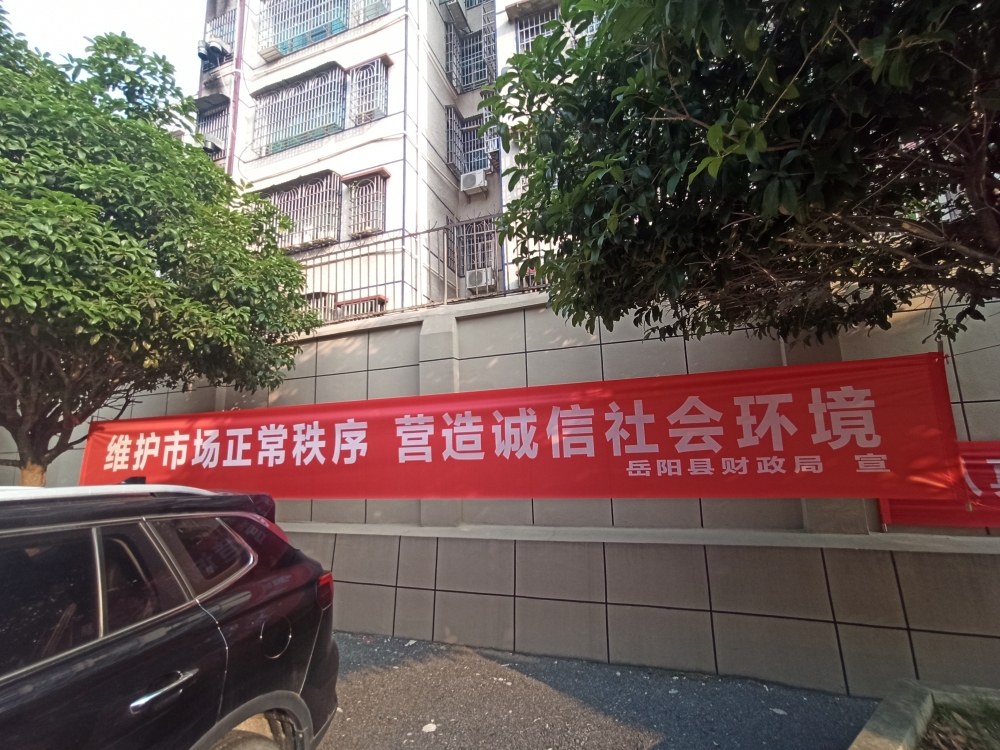 维护市场正常秩序 营造诚信社会环境
岳阳县财政局 宣